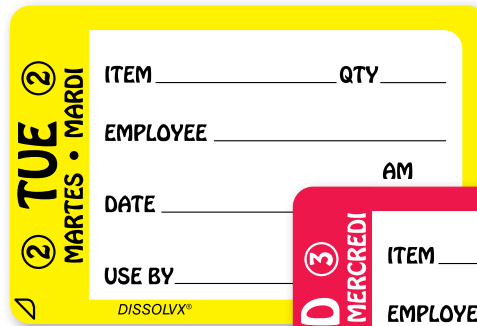 ② TUE ②
MARTES • MARDI
ITEM QTY
EMPLOYEE
AM
DATE
USE BY
DISSOLVX®
D ③
MERCREDI
ITEM
EMPLOYE